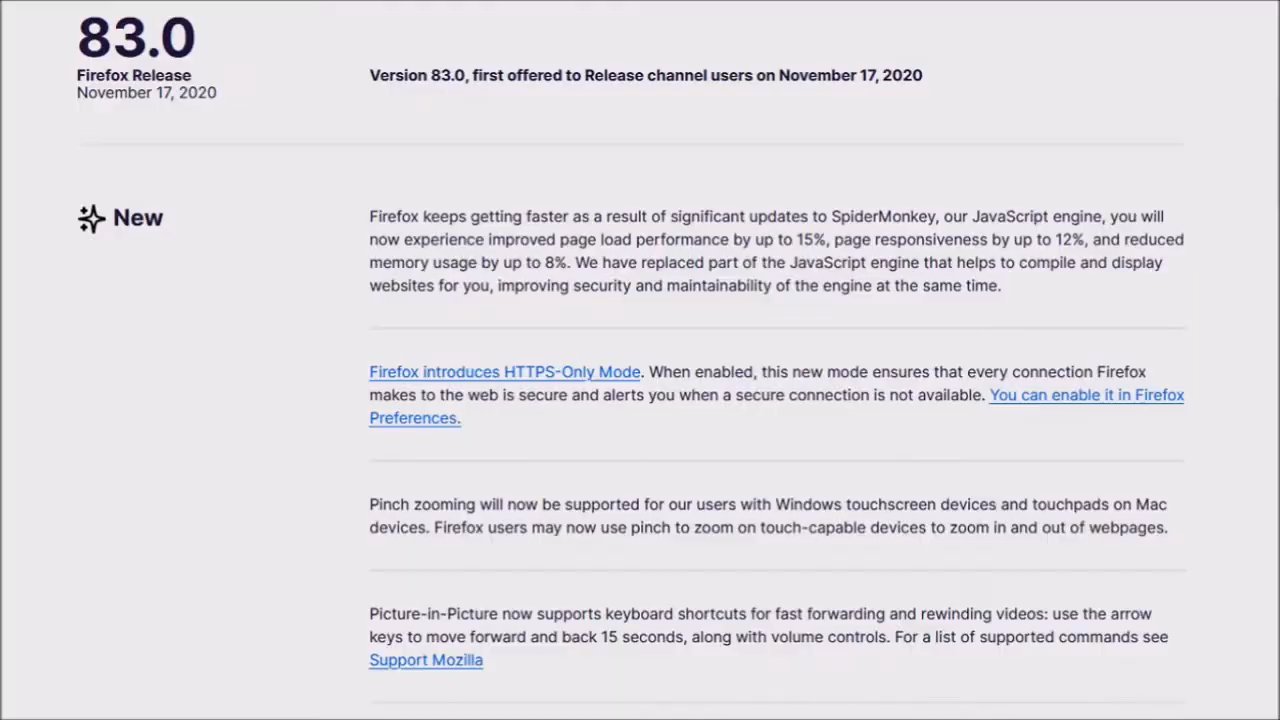 83.0
Firefox Release
November 17, 2020
Version 83.0, first offered to Release channel users on November 17, 2020
New
Firefox keeps getting faster as a result of significant updates to SpiderMonkey, our JavaScript engine, you will
now experience improved page load performance by up to 15%, page responsiveness by up to 12%, and reduced
memory usage by up to 8%. We have replaced part of the JavaScript engine that helps to compile and display
websites for you, improving security and maintainability of the engine at the same time.
Firefox introduces HTTPS-Only Mode. When enabled, this new mode ensures that every connection Firefox
makes to the web is secure and alerts you when a secure connection is not available. You can enable it in Firefox
Preferences.
Pinch zooming will now be supported for our users with Windows touchscreen devices and touchpads on Mac
devices. Firefox users may now use pinch to zoom on touch-capable devices to zoom in and out of webpages.
Picture-in-Picture now supports keyboard shortcuts for fast forwarding and rewinding videos: use the arrow
keys to move forward and back 15 seconds, along with volume controls. For a list of supported commands see
Support Mozilla